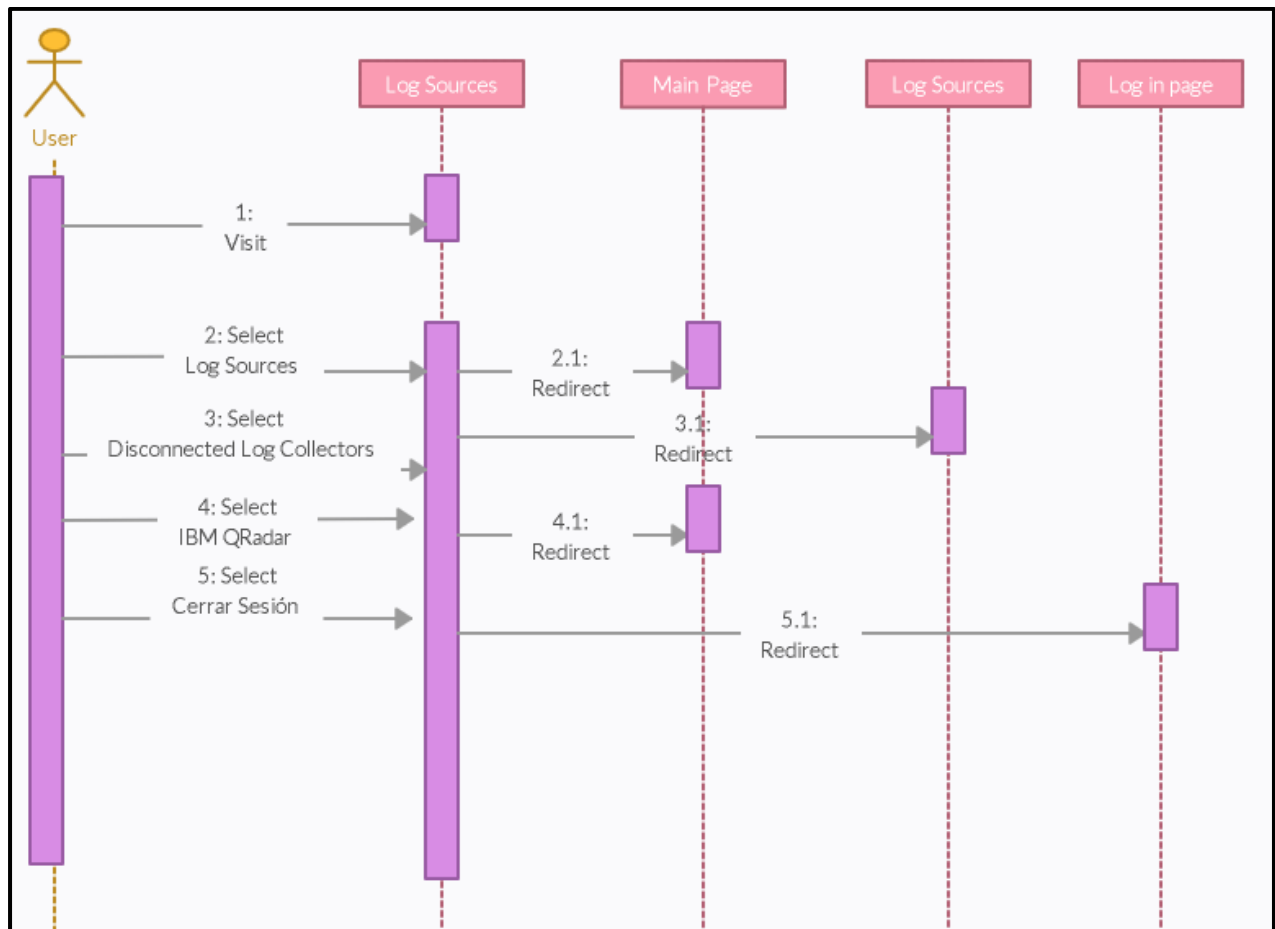 User
Log Sources
Main Page
Log Sources
Log in page
1:
Visit
2: Select
Log Sources
2.1:
Redirect
3: Select
Disconnected Log Collectors
3.1:
Redirect
4: Select
IBM QRadar
4.1:
Redirect
5: Select
Cerrar Sesión
5.1:
Redirect